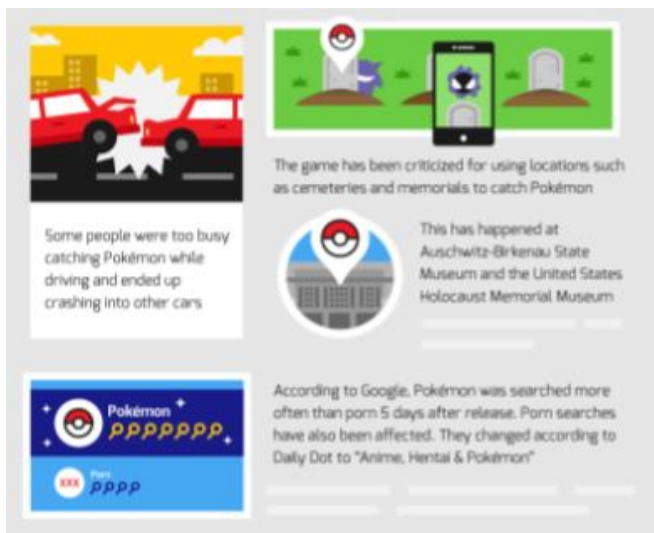 The game has been criticized for using locations such
as cemeteries and memorials to catch Pokémon
Some people were too busy
catching Pokémon while
driving and ended up
crashing into other cars
This has happened at
Auschwitz-Birkenau State
Museum and the United States
Holocaust Memorial Museum
Pokémon
XXX
Porn
According to Google, Pokémon was searched more
often than porn 5 days after release. Porn searches
have also been affected. They changed according to
Daily Dot to "Anime, Hentai & Pokémon"